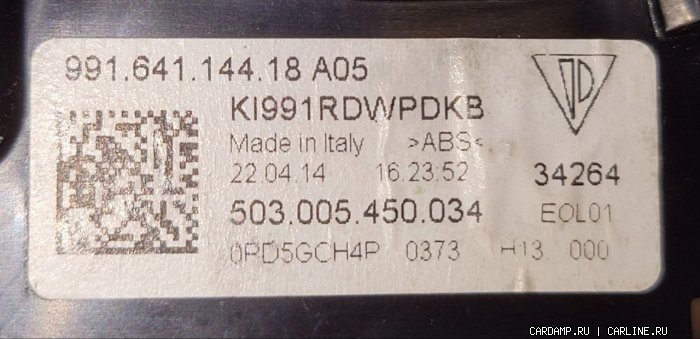 991.641.144.18 A05
KI991RDWPDKB
Made in Italy >ABS<
22.04.14 16:23:52 34264
503.005.450.034 EOL01
0PD5GCH4P 0373 H13 000
CARDAMP.RU | CARLINE.RU